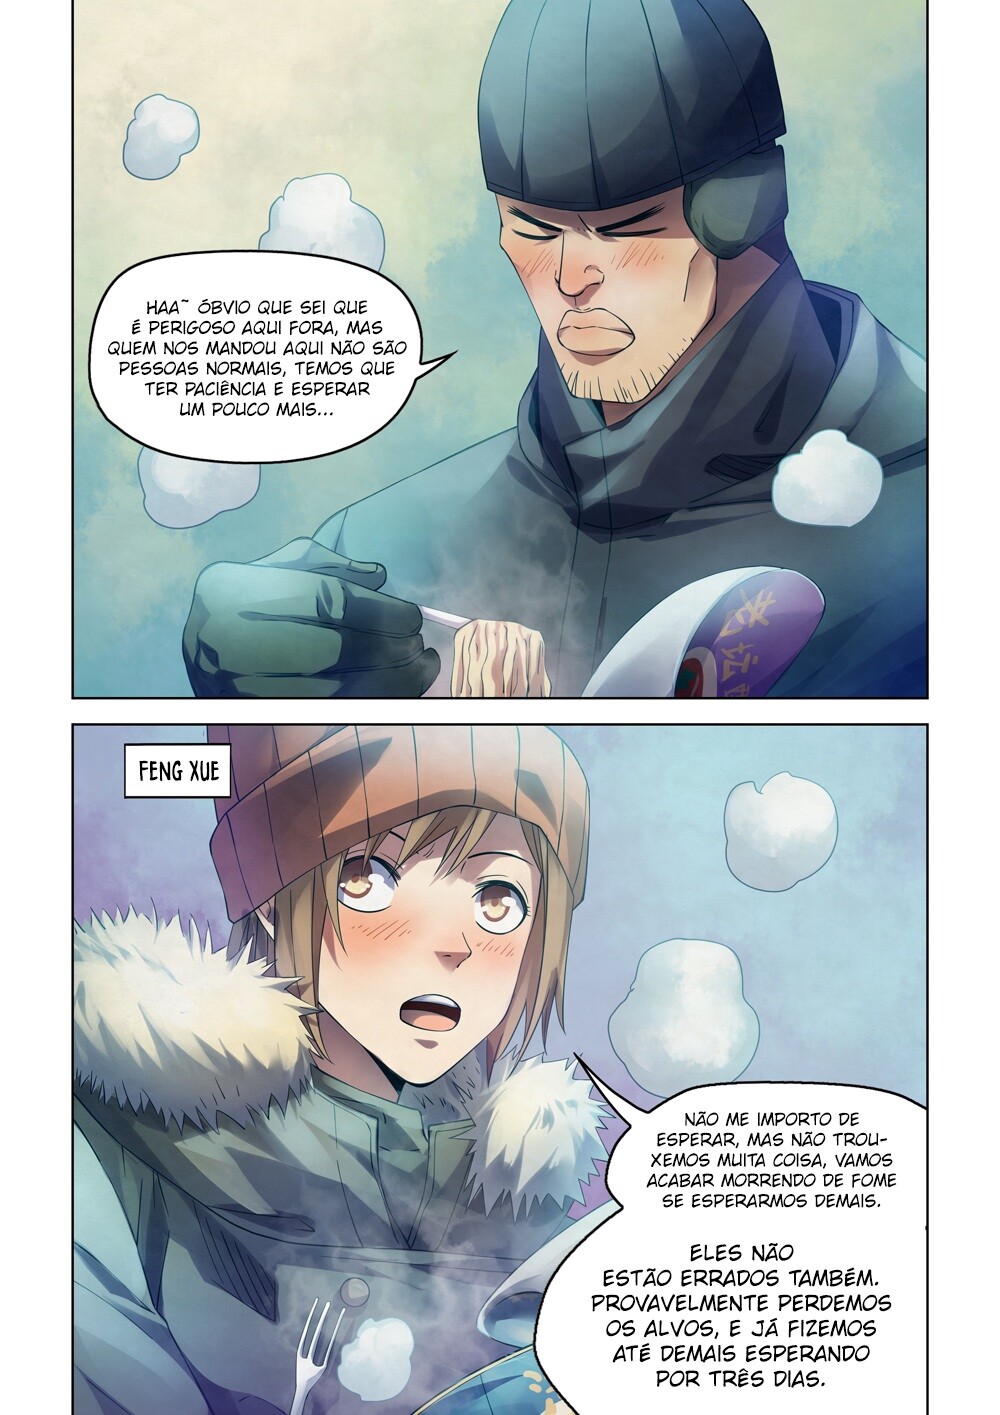 HAA~ ÓBVIO QUE SEI QUE
É PERIGOSO AQUI FORA, MAS
QUEM NOS MANDOU AQUI NÃO SÃO
PESSOAS NORMAIS, TEMOS QUE
TER PACIÊNCIA E ESPERAR
UM POUCO MAIS...
老坛
FENG XUE
NÃO ME IMPORTO DE
ESPERAR, MAS NÃO TROU-
XEMOS MUITA COISA, VAMOS
ACABAR MORRENDO DE FOME
SE ESPERARMOS DEMAIS.
ELES NÃO
ESTÃO ERRADOS TAMBÉM.
PROVAVELMENTE PERDEMOS
OS ALVOS, E JÁ FIZEMOS
ATÉ DEMAIS ESPERANDO
POR TRÊS DIAS.